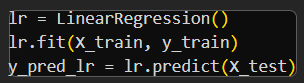 lr = LinearRegression()
lr.fit(X_train, y_train)
y_pred_lr = lr.predict(X_test)